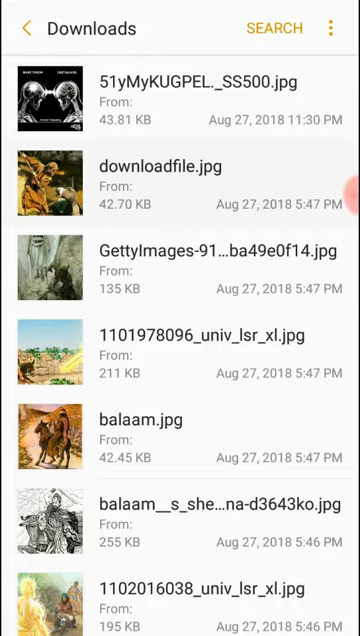 Downloads SEARCH
51yMyKUGPEL._SS500.jpg
From:
43.81 KB Aug 27, 2018 11:30 PM
downloadfile.jpg
From:
42.70 KB Aug 27, 2018 5:47 PM
GettyImages-91...ba49e0f14.jpg
From:
135 KB Aug 27, 2018 5:47 PM
1101978096_univ_lsr_xl.jpg
From:
211 KB Aug 27, 2018 5:47 PM
balaam.jpg
From:
42.45 KB Aug 27, 2018 5:47 PM
balaam__s_she...na-d3643ko.jpg
From:
255 KB Aug 27, 2018 5:46 PM
1102016038_univ_lsr_xl.jpg
From:
195 KB Aug 27, 2018 5:46 PM